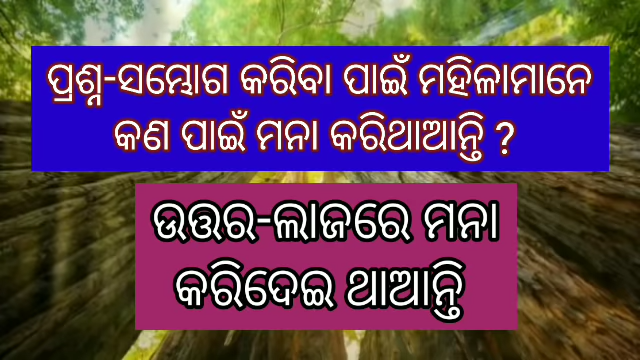 ପ୍ରଶ୍ନ-ସମ୍ଭୋଗ କରିବା ପାଇଁ ମହିଳାମାନେ
କଣ ପାଇଁ ମନା କରିଥାଆନ୍ତି ?
ଉତ୍ତର-ଲାଜରେ ମନା
କରିଦେଇ ଥାଆନ୍ତି